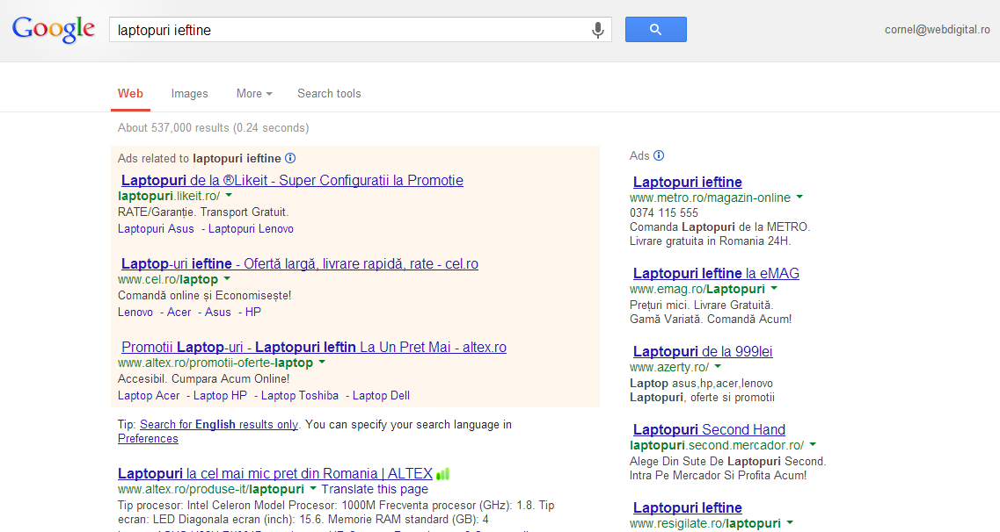 Google
laptopuri ieftine
cornel@webdigital.ro
Web Images More Search tools
About 537,000 results (0.24 seconds)
Ads related to laptopuri ieftine
Laptopuri de la ®Likeit - Super Configuratii la Promotie
laptopuri.likeit.ro/
RATE/Garanție. Transport Gratuit.
Laptopuri Asus - Laptopuri Lenovo
Laptop-uri ieftine - Ofertă largă, livrare rapidă, rate - cel.ro
www.cel.ro/laptop
Comandă online și Economisește!
Lenovo - Acer - Asus - HP
Promotii Laptop-uri - Laptopuri Ieftin La Un Pret Mai - altex.ro
www.altex.ro/promotii-oferte-laptop
Accesibil. Cumpara Acum Online!
Laptop Acer - Laptop HP - Laptop Toshiba - Laptop Dell
Tip: Search for English results only. You can specify your search language in
Preferences
Laptopuri la cel mai mic pret din Romania | ALTEX
www.altex.ro/produse-it/laptopuri Translate this page
Tip procesor: Intel Celeron Model Procesor: 1000M Frecventa procesor (GHz): 1.8. Tip
ecran: LED Diagonala ecran (inch): 15.6. Memorie RAM standard (GB): 4
Ads
Laptopuri ieftine
www.metro.ro/magazin-online
0374 115 555
Comanda Laptopuri de la METRO.
Livrare gratuita in Romania 24H.
Laptopuri Ieftine la eMAG
www.emag.ro/Laptopuri
Prețuri mici. Livrare Gratuită.
Gamă Variată. Comandă Acum!
Laptopuri de la 999lei
www.azerty.ro/
Laptop asus,hp,acer,lenovo
Laptopuri, oferte si promotii
Laptopuri Second Hand
laptopuri.second.mercador.ro/
Alege Din Sute De Laptopuri Second.
Intra Pe Mercador Si Profita Acum!
Laptopuri Ieftine
www.resigilate.ro/laptopuri